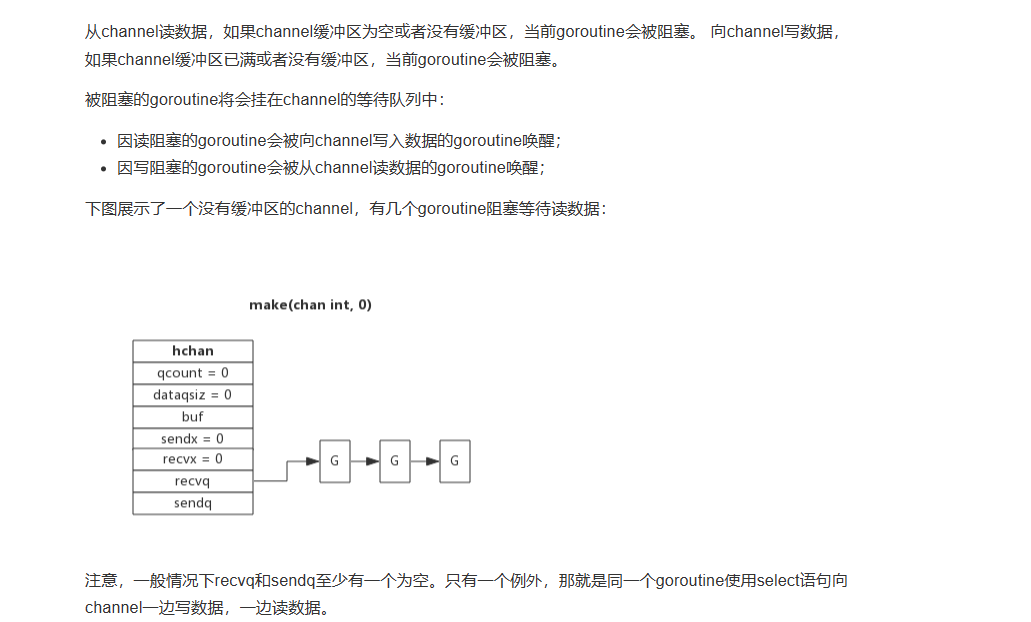 从channel读数据，如果channel缓冲区为空或者没有缓冲区，当前goroutine会被阻塞。 向channel写数据，
如果channel缓冲区已满或者没有缓冲区，当前goroutine会被阻塞。
被阻塞的goroutine将会挂在channel的等待队列中：
因读阻塞的goroutine会被向channel写入数据的goroutine唤醒；
因写阻塞的goroutine会被从channel读数据的goroutine唤醒；
下图展示了一个没有缓冲区的channel，有几个goroutine阻塞等待读数据：
make(chan int, 0)
hchan
qcount = 0
dataqsiz = 0
buf
sendx = 0
recvx = 0
G G G
recvq
sendq
注意，一般情况下recvq和sendq至少有一个为空。只有一个例外，那就是同一个goroutine使用select语句向
channel一边写数据，一边读数据。